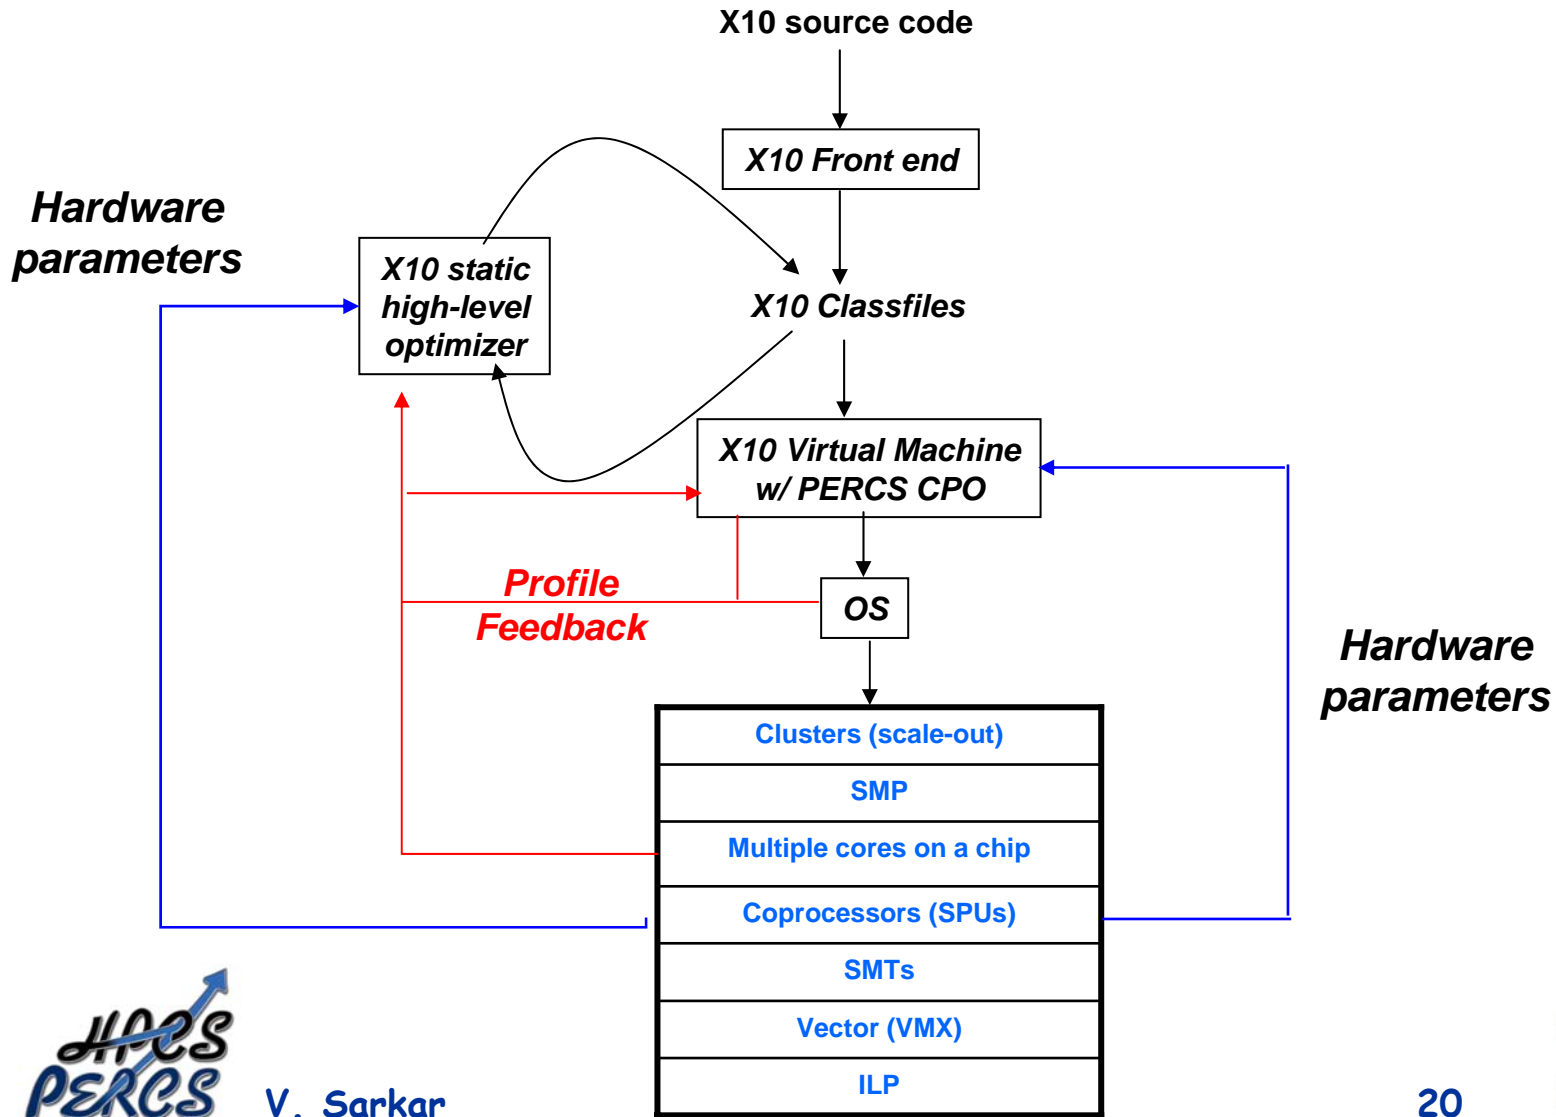 X10 source code
X10 Front end
Hardware
parameters
X10 static
high-level
optimizer
X10 Classfiles
X10 Virtual Machine
w/ PERCS CPO
Profile
Feedback
OS
Hardware
parameters
Clusters (scale-out)
SMP
Multiple cores on a chip
Coprocessors (SPUs)
SMTs
Vector (VMX)
ILP
HPCS
PERCS
V. Sarkar
20